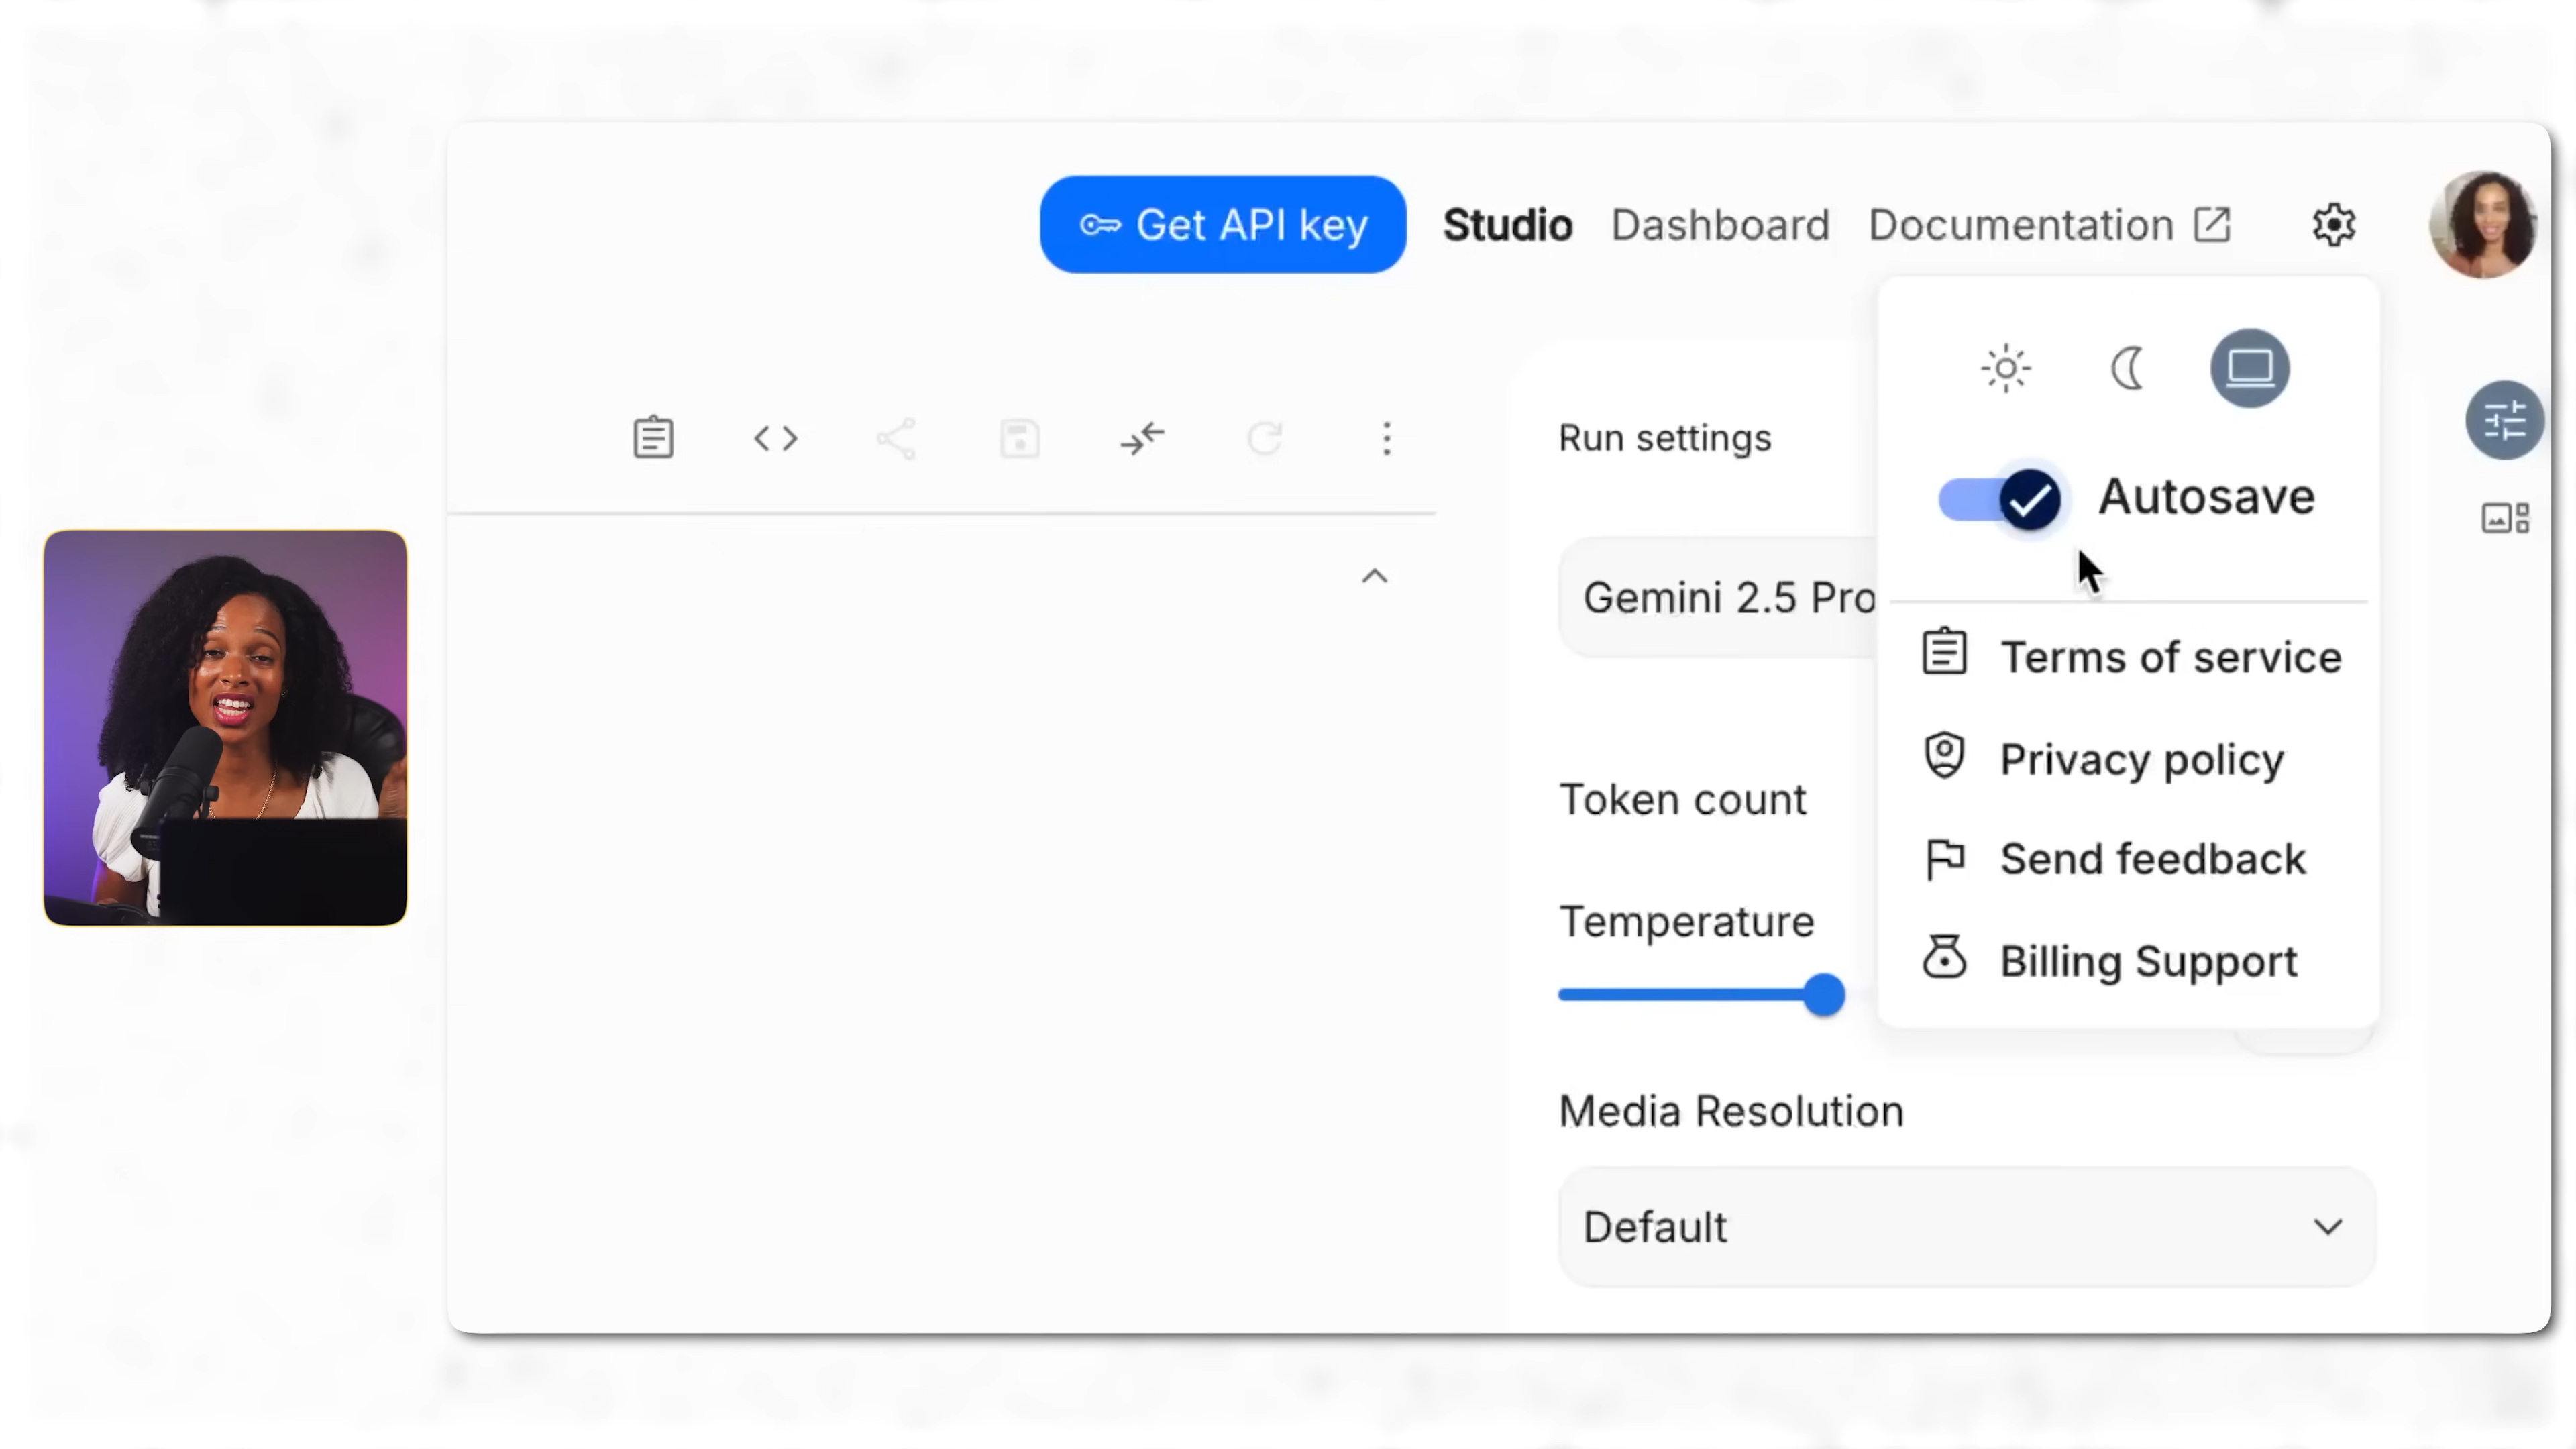 Get API key
Studio
Dashboard
Documentation
Run settings
Autosave
Gemini 2.5 Pro
Terms of service
Privacy policy
Token count
Send feedback
Temperature
Billing Support
Media Resolution
Default